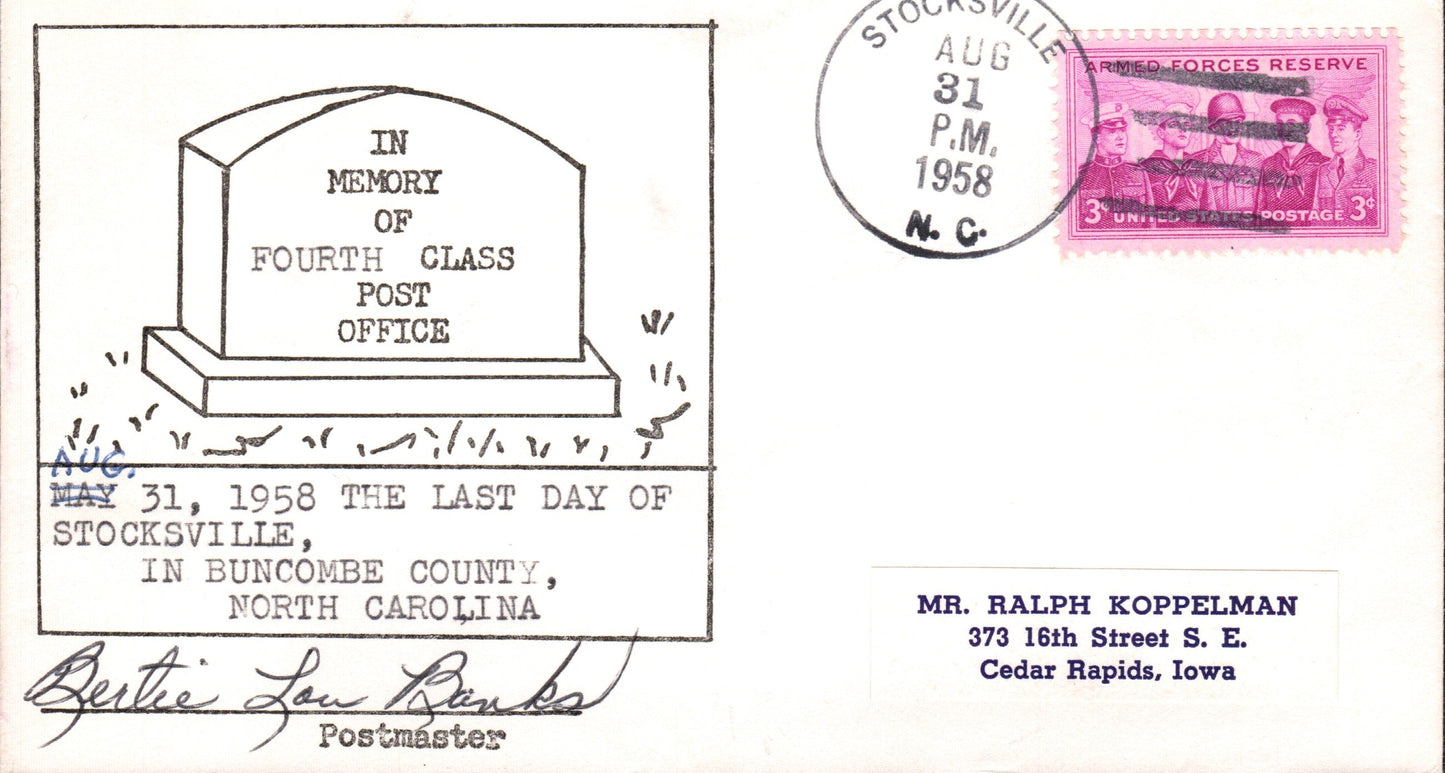 IN
MEMORY
OF
FOURTH CLASS
POST
OFFICE
AUG.
MAY 31, 1958 THE LAST DAY OF
STOCKSVILLE,
IN BUNCOMBE COUNTY,
NORTH CAROLINA
Bertie Lou Banks
Postmaster
STOCKSVILLE
AUG
31
P.M.
1958
N. C.
ARMED FORCES RESERVE
3¢ UNITED STATES POSTAGE 3¢
MR. RALPH KOPPELMAN
373 16th Street S. E.
Cedar Rapids, Iowa